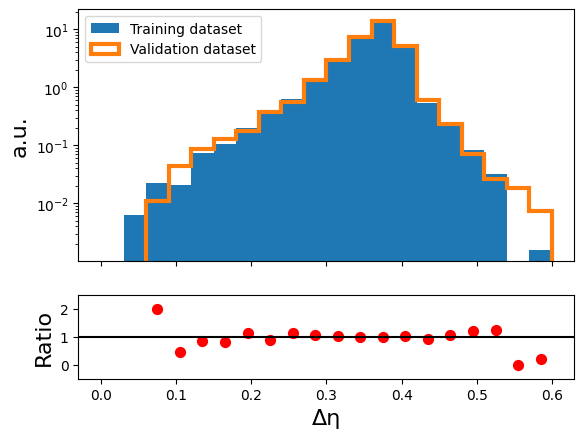 Training dataset
Validation dataset
a.u.
10¹
10⁰
10⁻¹
10⁻²
Ratio
2
1
0
0.0 0.1 0.2 0.3 0.4 0.5 0.6
Δη